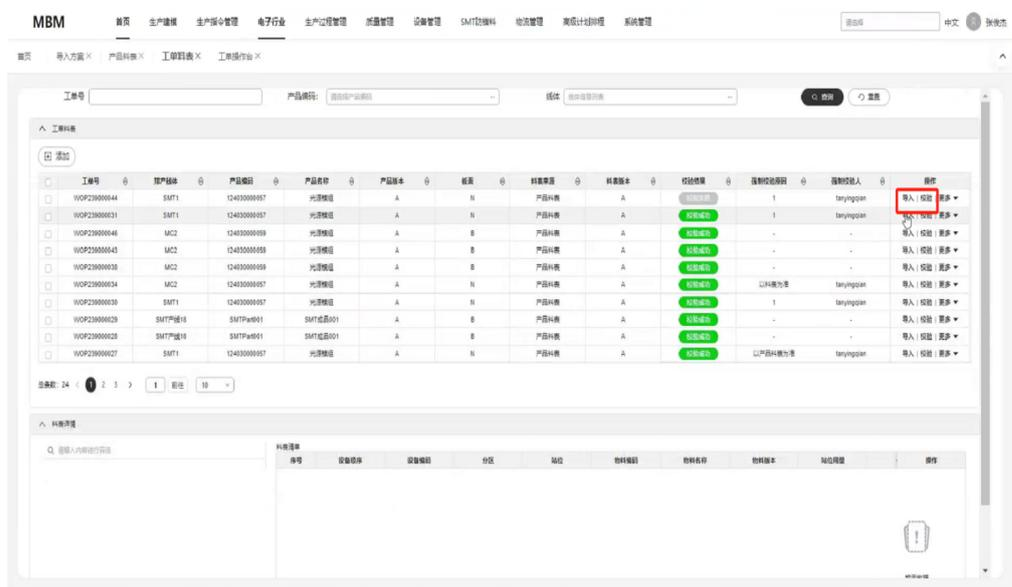 MBM 首页 生产建模 生产指令管理 电子行业 生产过程管理 质量管理 设备管理 SMT防错料 物流管理 高级计划排程 系统管理 请选择 中文 张俊杰
首页 导入方案× 产品料表× 工单料表× 工单操作台×
工单号 产品编码: 请选择产品编码 线体 查询 重置
工单料表
添加
工单号 排产线体 产品编码 产品名称 产品版本 板面 料表来源 料表版本 校验结果 强制校验原因 强制校验人 操作
WOP239000044 SMT1 124030000057 光源模组 A N 产品料表 A 1 tanyingqian 导入 | 校验 | 更多
WOP239000031 SMT1 124030000057 光源模组 A N 产品料表 A 校验成功 1 tanyingqian 导入 | 校验 | 更多
WOP239000046 MC2 124030000059 光源模组 A B 产品料表 A 校验成功 - - 导入 | 校验 | 更多
WOP239000045 MC2 124030000059 光源模组 A B 产品料表 A 校验成功 - - 导入 | 校验 | 更多
WOP239000038 MC2 124030000059 光源模组 A B 产品料表 A 校验成功 - - 导入 | 校验 | 更多
WOP239000034 MC2 124030000057 光源模组 A N 产品料表 A 校验成功 以料表为准 tanyingqian 导入 | 校验 | 更多
WOP239000030 SMT1 124030000057 光源模组 A N 产品料表 A 校验成功 1 tanyingqian 导入 | 校验 | 更多
WOP239000029 SMT产线18 SMTPart001 SMT成品001 A B 产品料表 A 校验成功 - - 导入 | 校验 | 更多
WOP239000028 SMT产线18 SMTPart001 SMT成品001 A B 产品料表 A 校验成功 - - 导入 | 校验 | 更多
WOP239000027 SMT1 124030000057 光源模组 A N 产品料表 A 校验成功 以产品料表为准 tanyingqian 导入 | 校验 | 更多
总条数: 24 < 1 2 3 > 1 前往 10
料表详情
请输入内容进行筛选 料表清单
序号 设备顺序 设备编码 分区 站位 物料编码 物料名称 物料版本 站位用量 操作